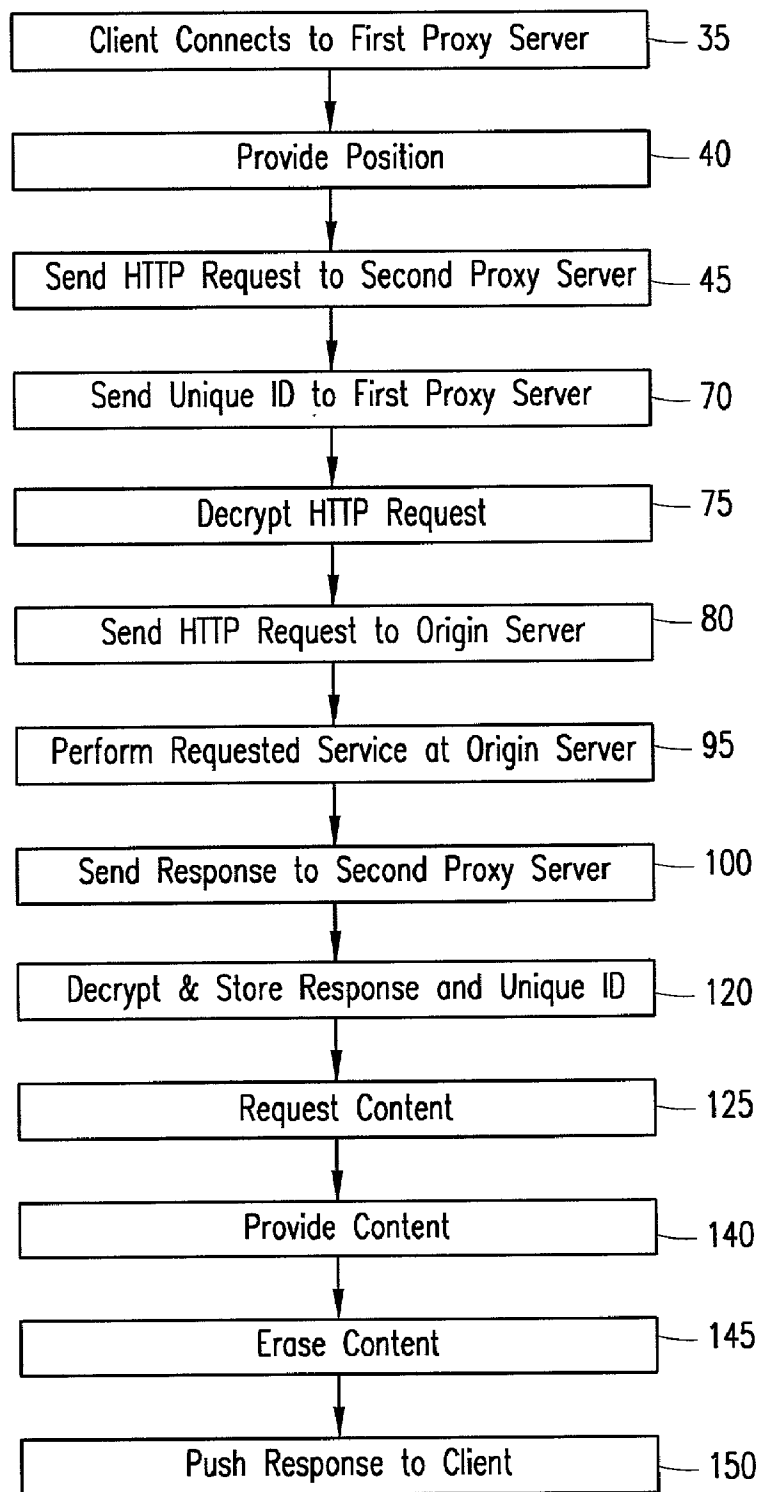 Client Connects to First Proxy Server 35
Provide Position 40
Send HTTP Request to Second Proxy Server 45
Send Unique ID to First Proxy Server 70
Decrypt HTTP Request 75
Send HTTP Request to Origin Server 80
Perform Requested Service at Origin Server 95
Send Response to Second Proxy Server 100
Decrypt & Store Response and Unique ID 120
Request Content 125
Provide Content 140
Erase Content 145
Push Response to Client 150